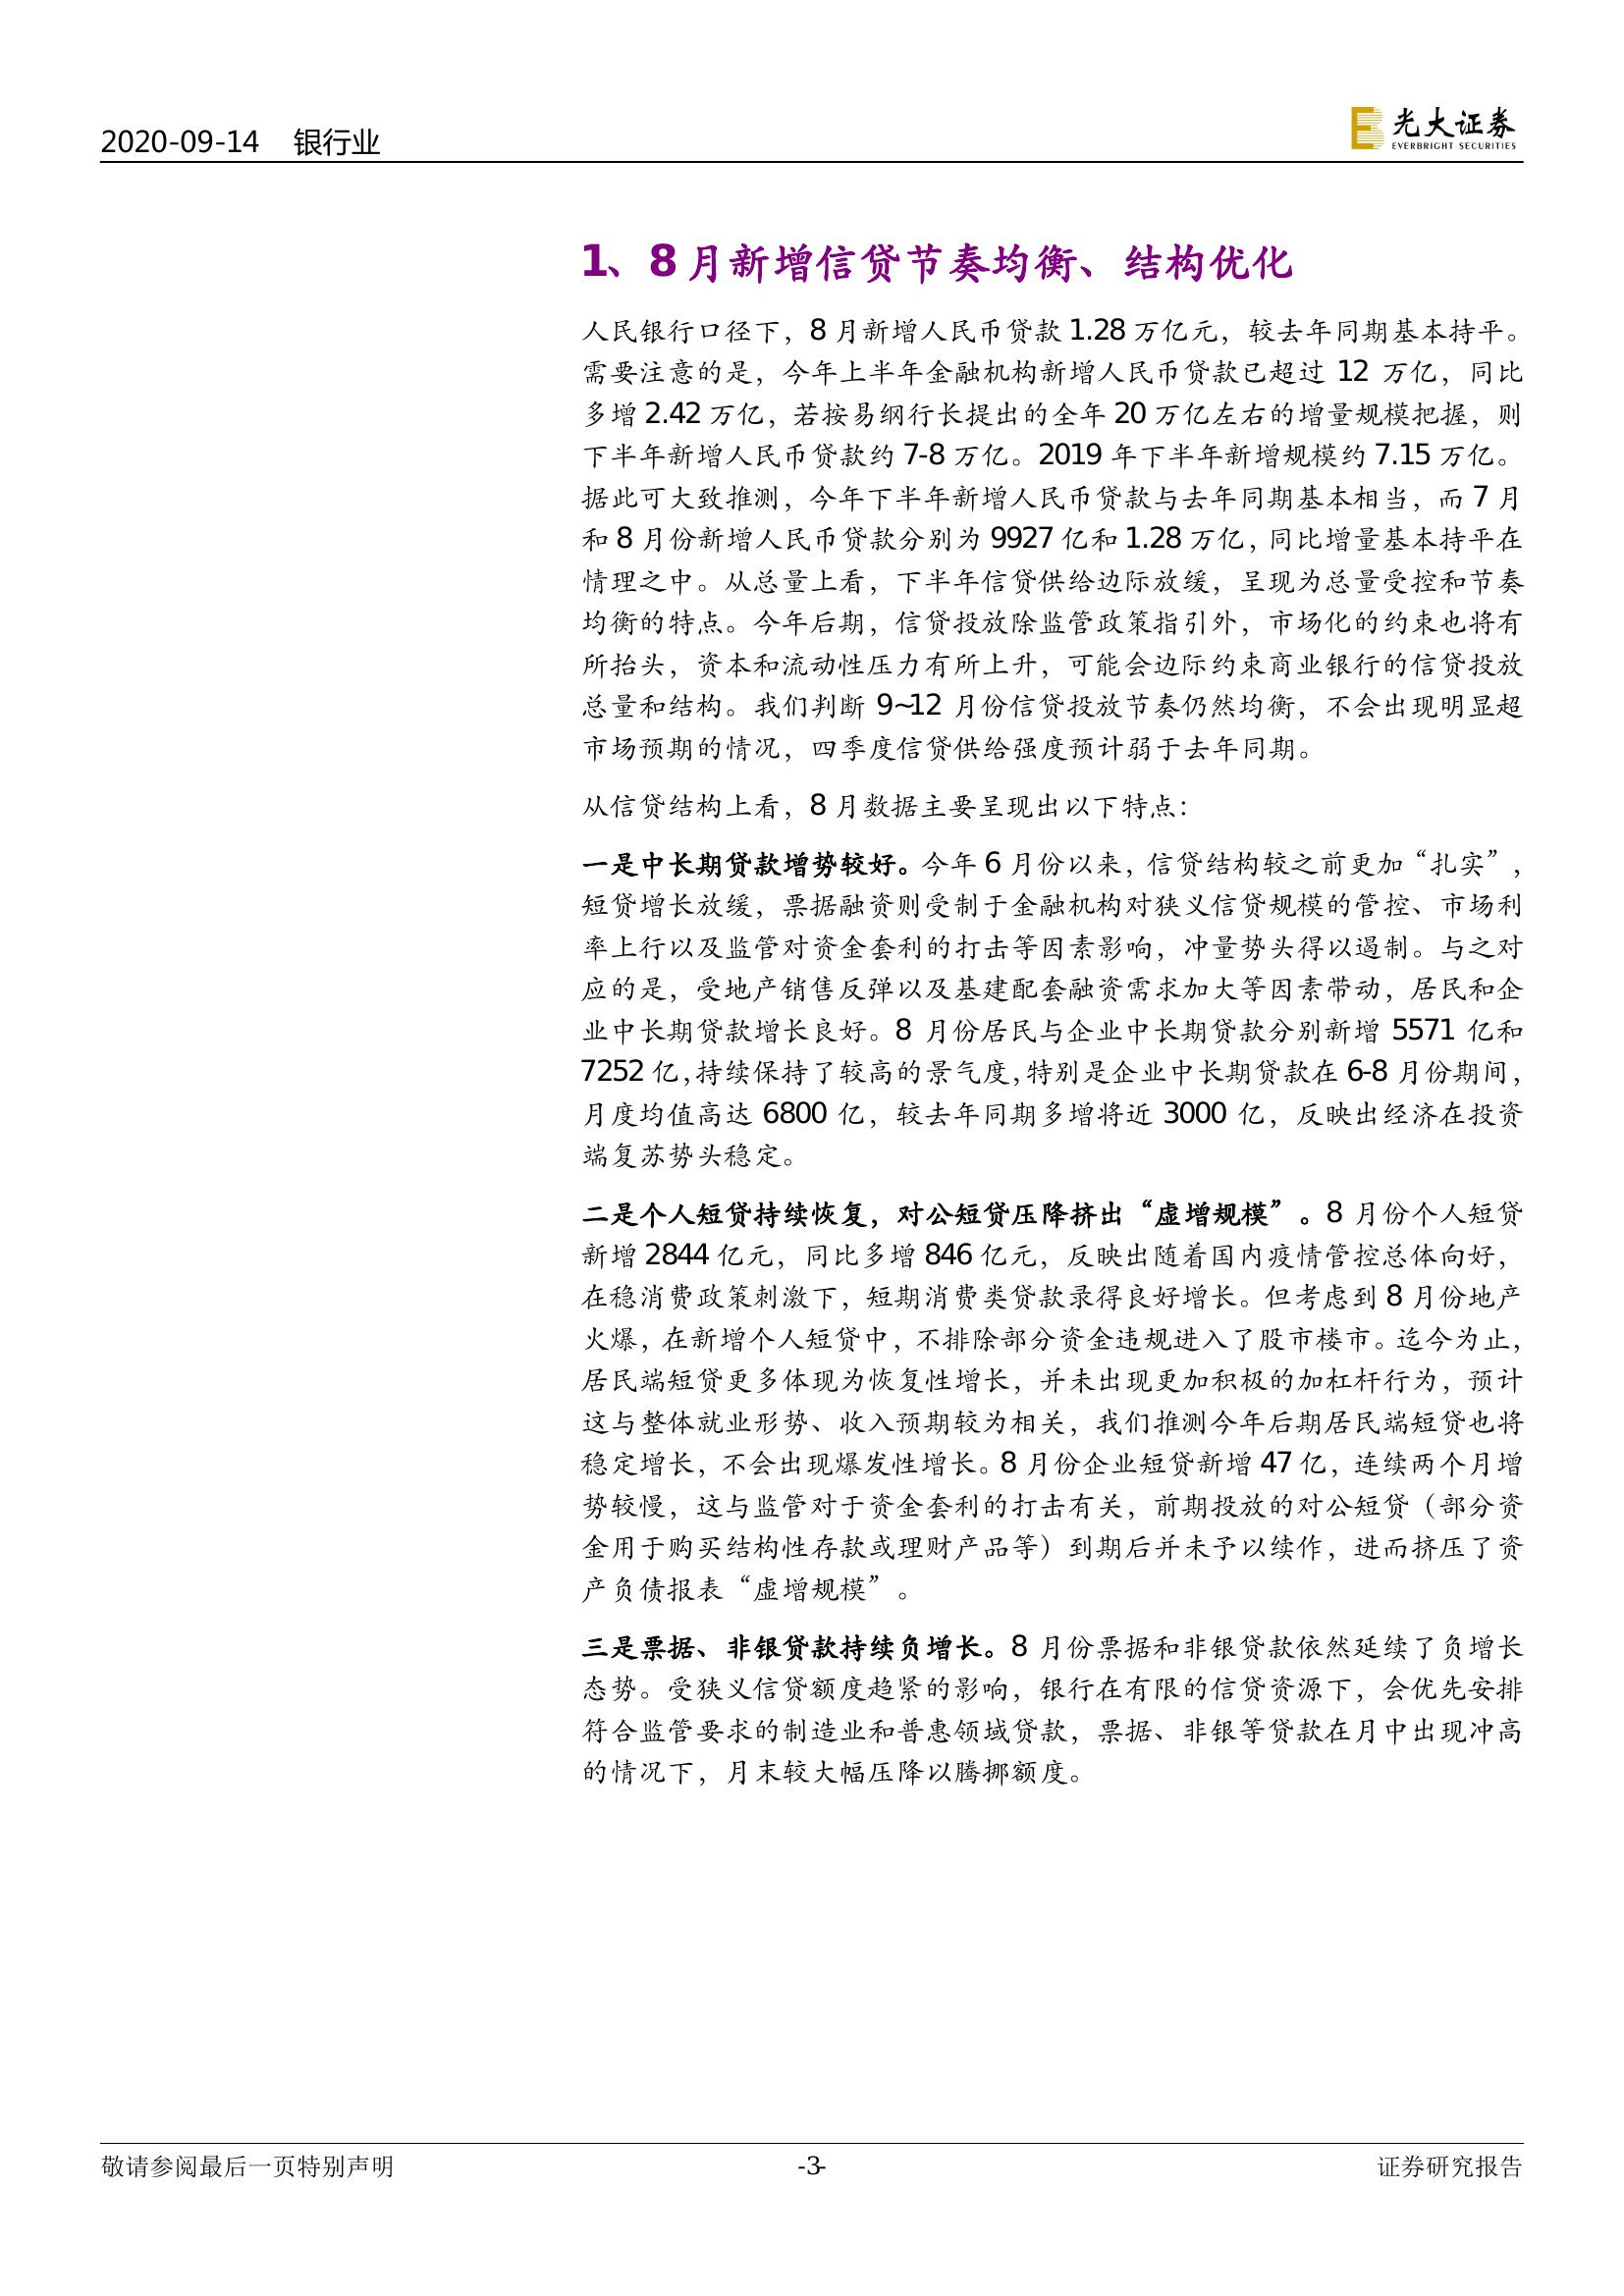 2020-09-14 银行业
光大证券
EVERBRIGHT SECURITIES
1、8 月新增信贷节奏均衡、结构优化
人民银行口径下，8 月新增人民币贷款 1.28 万亿元，较去年同期基本持平。
需要注意的是，今年上半年金融机构新增人民币贷款已超过 12 万亿，同比
多增 2.42 万亿，若按易纲行长提出的全年 20 万亿左右的增量规模把握，则
下半年新增人民币贷款约 7-8 万亿。2019 年下半年新增规模约 7.15 万亿。
据此可大致推测，今年下半年新增人民币贷款与去年同期基本相当，而 7 月
和 8 月份新增人民币贷款分别为 9927 亿和 1.28 万亿，同比增量基本持平在
情理之中。从总量上看，下半年信贷供给边际放缓，呈现为总量受控和节奏
均衡的特点。今年后期，信贷投放除监管政策指引外，市场化的约束也将有
所抬头，资本和流动性压力有所上升，可能会边际约束商业银行的信贷投放
总量和结构。我们判断 9~12 月份信贷投放节奏仍然均衡，不会出现明显超
市场预期的情况，四季度信贷供给强度预计弱于去年同期。
从信贷结构上看，8 月数据主要呈现出以下特点：
一是中长期贷款增势较好。今年 6 月份以来，信贷结构较之前更加“扎实”，
短贷增长放缓，票据融资则受制于金融机构对狭义信贷规模的管控、市场利
率上行以及监管对资金套利的打击等因素影响，冲量势头得以遏制。与之对
应的是，受地产销售反弹以及基建配套融资需求加大等因素带动，居民和企
业中长期贷款增长良好。8 月份居民与企业中长期贷款分别新增 5571 亿和
7252 亿，持续保持了较高的景气度，特别是企业中长期贷款在 6-8 月份期间，
月度均值高达 6800 亿，较去年同期多增将近 3000 亿，反映出经济在投资
端复苏势头稳定。
二是个人短贷持续恢复，对公短贷压降挤出“虚增规模”。8 月份个人短贷
新增 2844 亿元，同比多增 846 亿元，反映出随着国内疫情管控总体向好，
在稳消费政策刺激下，短期消费类贷款录得良好增长。但考虑到 8 月份地产
火爆，在新增个人短贷中，不排除部分资金违规进入了股市楼市。迄今为止，
居民端短贷更多体现为恢复性增长，并未出现更加积极的加杠杆行为，预计
这与整体就业形势、收入预期较为相关，我们推测今年后期居民端短贷也将
稳定增长，不会出现爆发性增长。8 月份企业短贷新增 47 亿，连续两个月增
势较慢，这与监管对于资金套利的打击有关，前期投放的对公短贷（部分资
金用于购买结构性存款或理财产品等）到期后并未予以续作，进而挤压了资
产负债报表“虚增规模”。
三是票据、非银贷款持续负增长。8 月份票据和非银贷款依然延续了负增长
态势。受狭义信贷额度趋紧的影响，银行在有限的信贷资源下，会优先安排
符合监管要求的制造业和普惠领域贷款，票据、非银等贷款在月中出现冲高
的情况下，月末较大幅压降以腾挪额度。
敬请参阅最后一页特别声明 -3- 证券研究报告